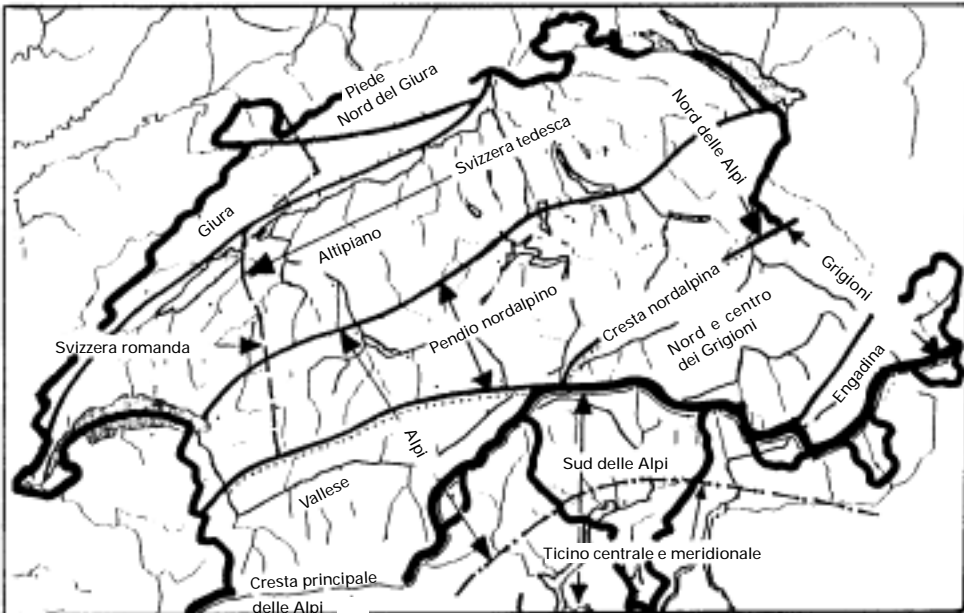 Piede
Nord del Giura
Nord delle Alpi
Svizzera tedesca
Giura
Altipiano
Grigioni
Cresta nordalpina
Pendio nordalpino
Nord e centro
dei Grigioni
Svizzera romanda
Engadina
Alpi
Sud delle Alpi
Vallese
Ticino centrale e meridionale
Cresta principale
delle Alpi